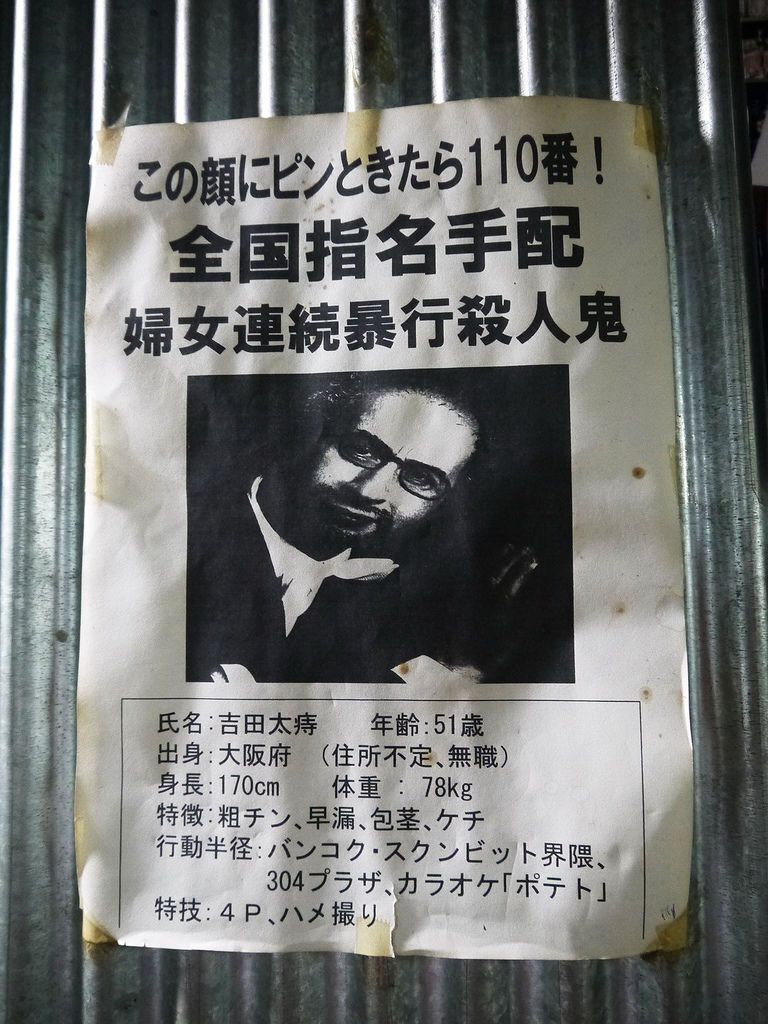 この顔にピンときたら110番！
全国指名手配
婦女連続暴行殺人鬼
氏名：吉田太痔　　年齢：51歳
出身：大阪府　（住所不定、無職）
身長：170cm　　体重 ： 78kg
特徴：粗チン、早漏、包茎、ケチ
行動半径：バンコク・スクンビット界隈、
304プラザ、カラオケ「ポテト」
特技：４Ｐ、ハメ撮り